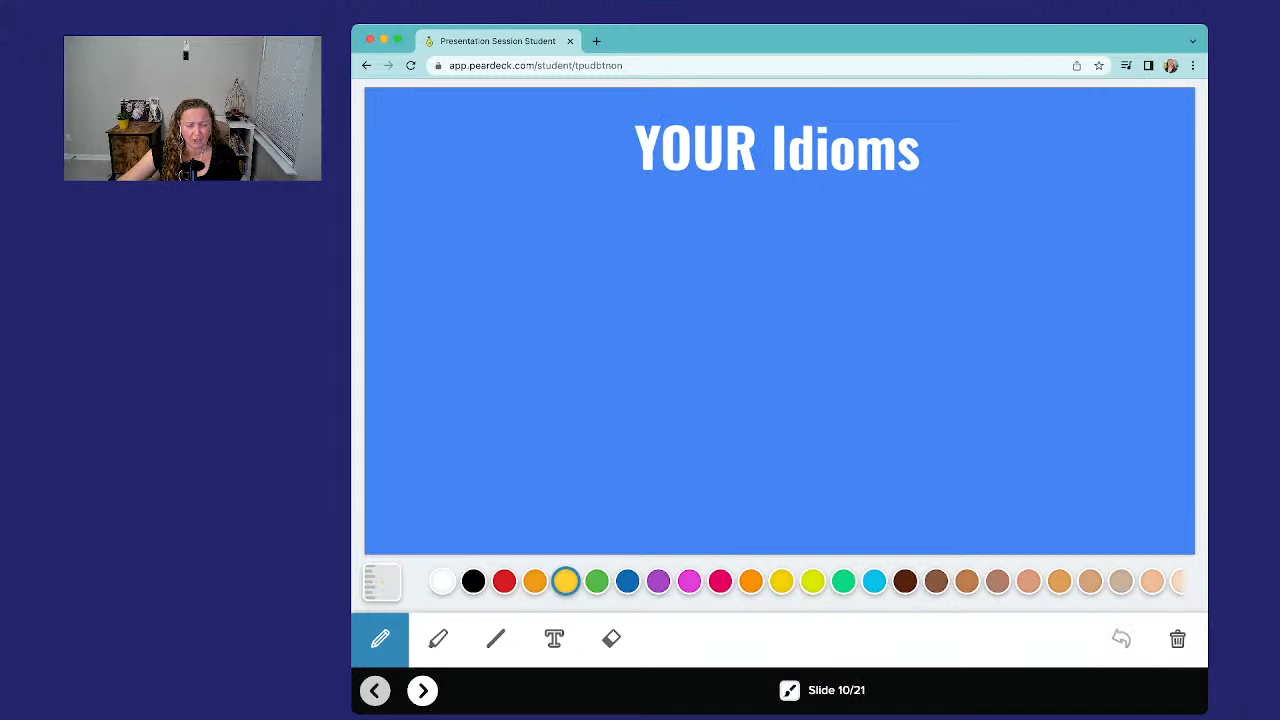 Presentation Session Student
app.peardeck.com/student/tpudbtnon
YOUR Idioms
T
Slide 10/21